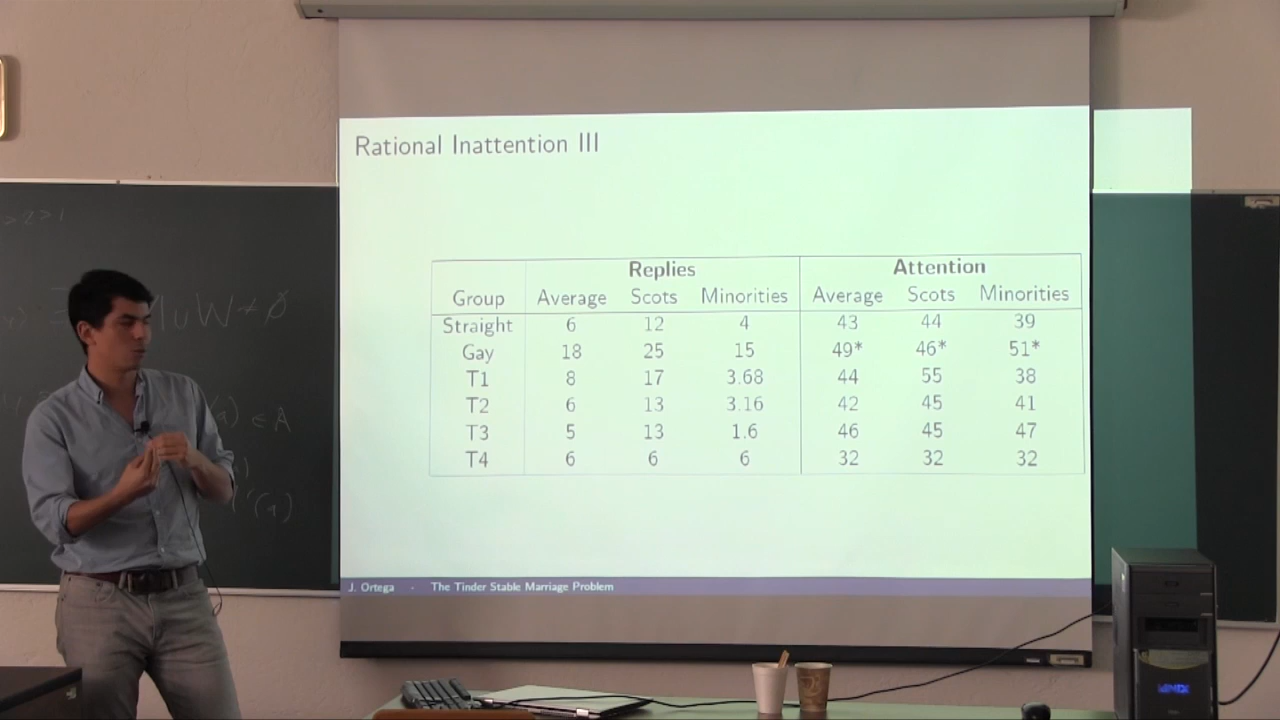 Rational Inattention III
Replies Attention
Group Average Scots Minorities Average Scots Minorities
Straight 6 12 4 43 44 39
Gay 18 25 15 49* 46* 51*
T1 8 17 3.68 44 55 38
T2 6 13 3.16 42 45 41
T3 5 13 1.6 46 45 47
T4 6 6 6 32 32 32
J. Ortega - The Tinder Stable Marriage Problem
>2>1
M∪W≠∅
(a) ∈ A
'(a)